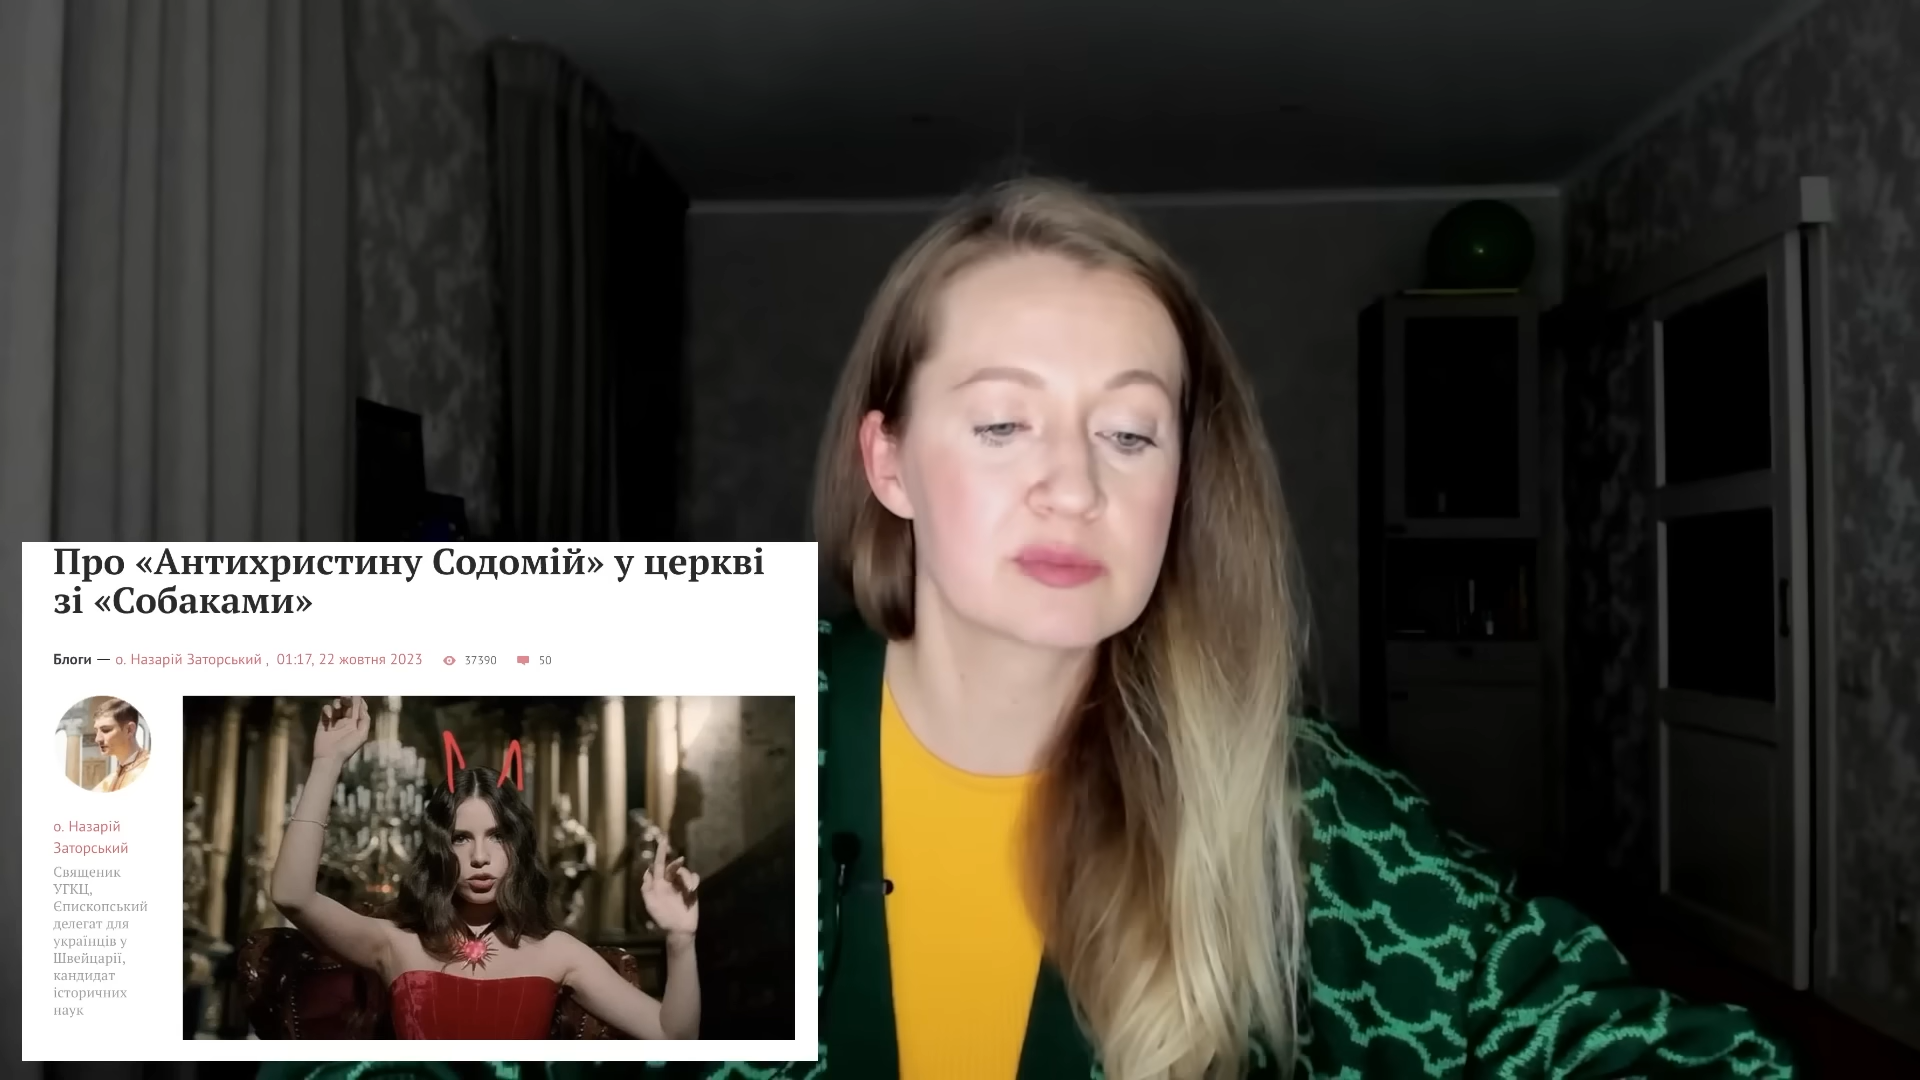 Про «Антихристину Содомій» у церкві
зі «Собаками»
Блоги — о. Назарій Заторський , 01:17, 22 жовтня 2023 37390 50
о. Назарій
Заторський
Священик
УГКЦ,
Єпископський
делегат для
українців у
Швейцарії,
кандидат
історичних
наук